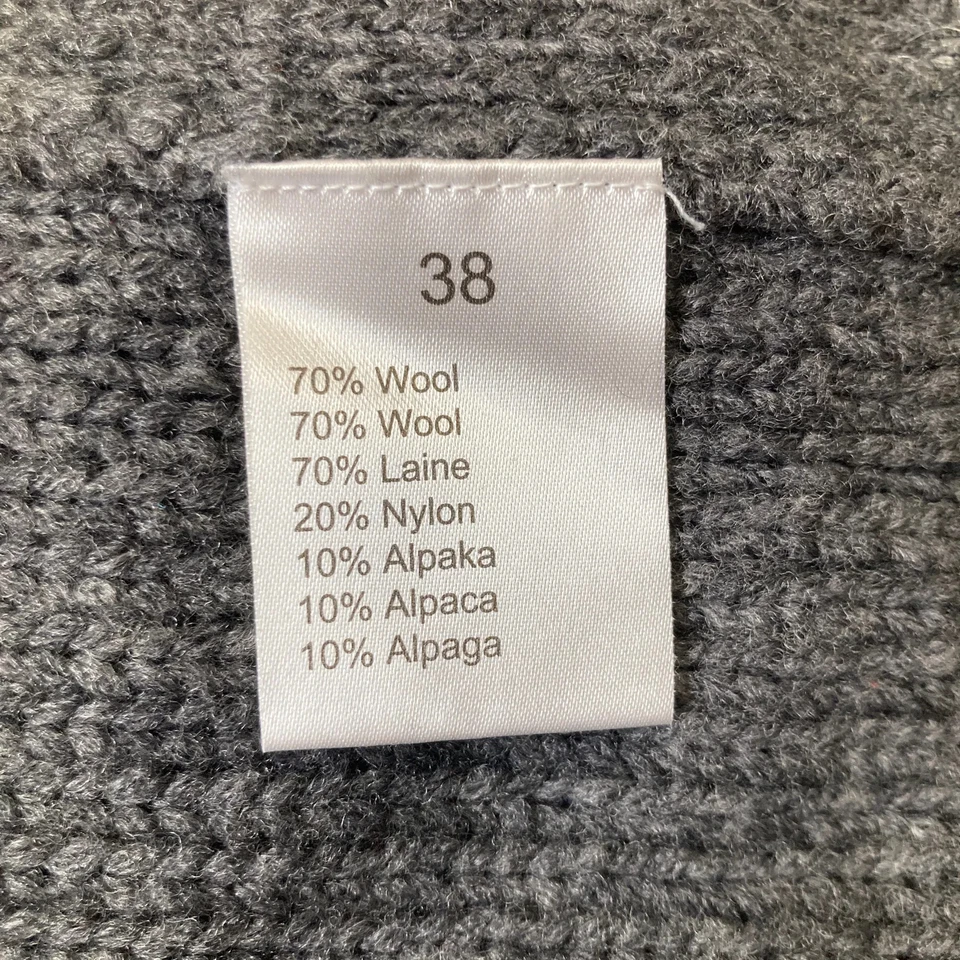 38
70% Wool
70% Wool
70% Laine
20% Nylon
10% Alpaka
10% Alpaca
10% Alpaga